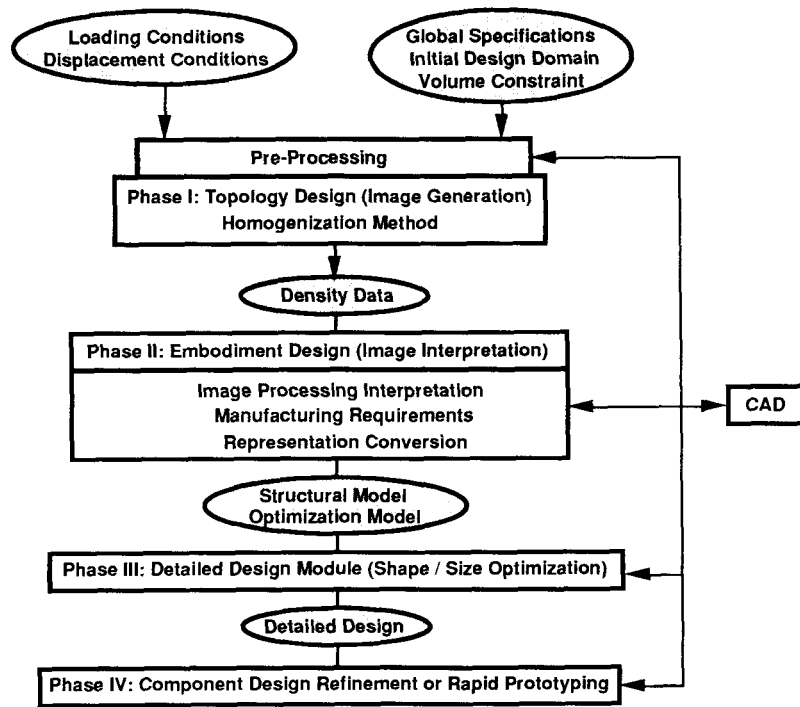 Loading Conditions
Displacement Conditions
Global Specifications
Initial Design Domain
Volume Constraint
Pre-Processing
Phase I: Topology Design (Image Generation)
Homogenization Method
Density Data
Phase II: Embodiment Design (Image Interpretation)
Image Processing Interpretation
Manufacturing Requirements
Representation Conversion
CAD
Structural Model
Optimization Model
Phase III: Detailed Design Module (Shape / Size Optimization)
Detailed Design
Phase IV: Component Design Refinement or Rapid Prototyping